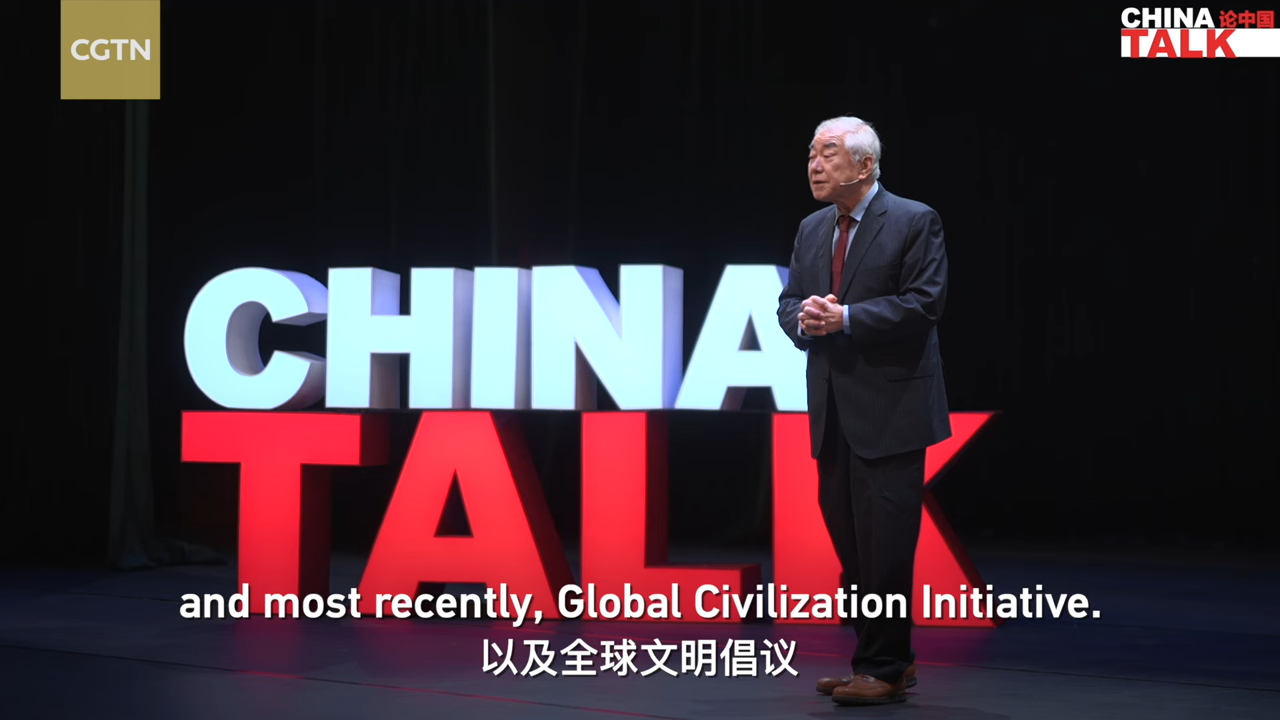 CGTN
CHINA 论中国
TALK
CHINA
TALK
and most recently, Global Civilization Initiative.
以及全球文明倡议